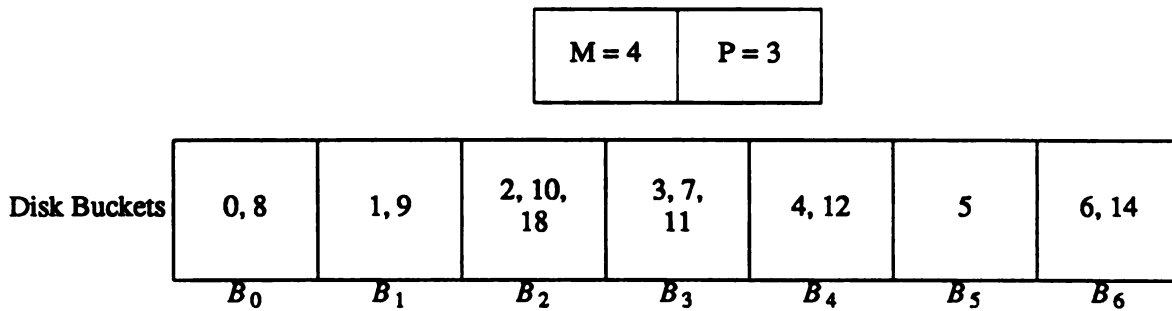 M = 4 P = 3
Disk Buckets 0, 8 1, 9 2, 10, 3, 7, 4, 12 5 6, 14
18 11
B0 B1 B2 B3 B4 B5 B6